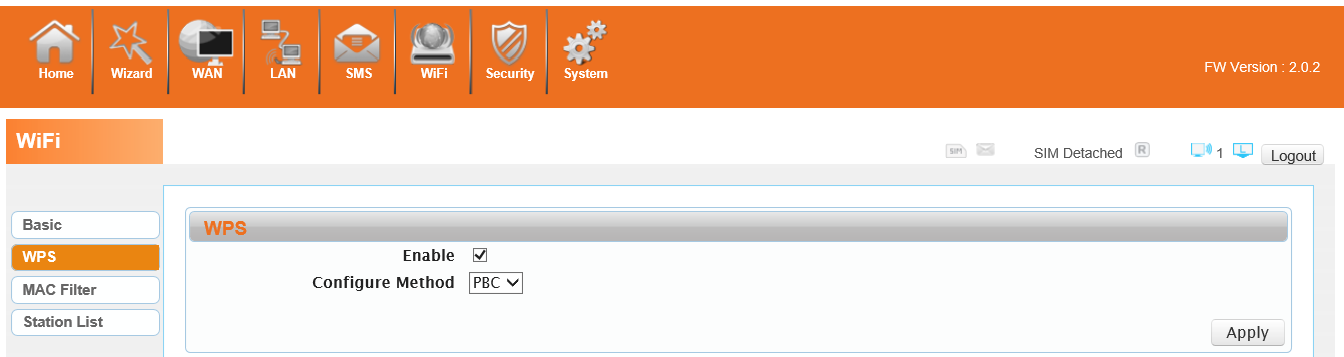 Home Wizard WAN LAN SMS WiFi Security System
FW Version : 2.0.2
WiFi
SIM SIM Detached R 1 L Logout
Basic
WPS
MAC Filter
Station List
WPS
Enable
Configure Method PBC
Apply